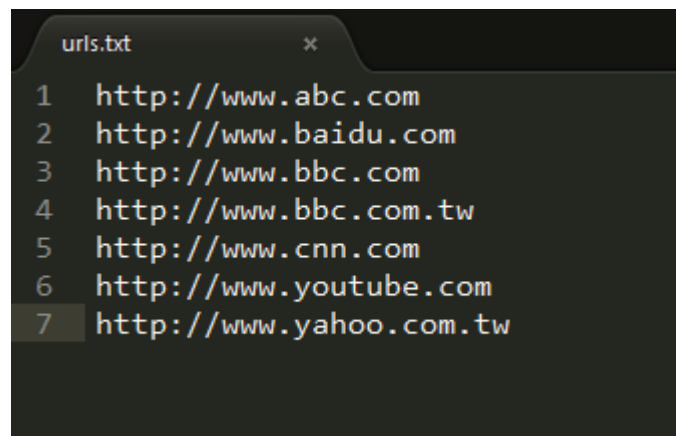 urls.txt ×
1 http://www.abc.com
2 http://www.baidu.com
3 http://www.bbc.com
4 http://www.bbc.com.tw
5 http://www.cnn.com
6 http://www.youtube.com
7 http://www.yahoo.com.tw